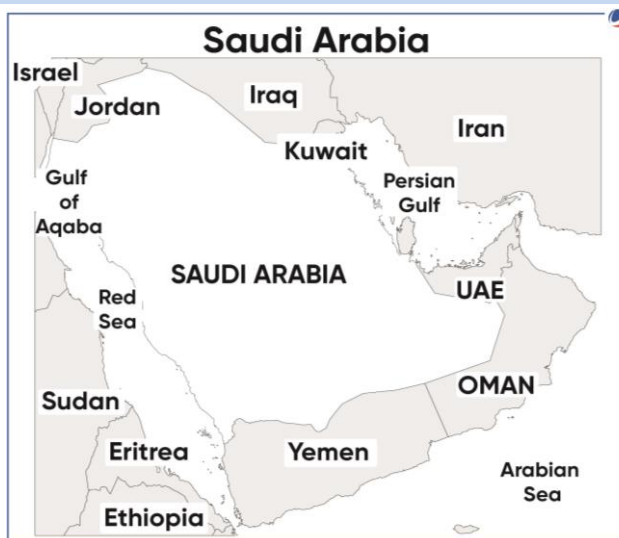 Saudi Arabia
Israel
Jordan
Iraq
Iran
Kuwait
Gulf
of
Aqaba
Persian
Gulf
SAUDI ARABIA
UAE
Red
Sea
OMAN
Sudan
Eritrea
Yemen
Arabian
Sea
Ethiopia